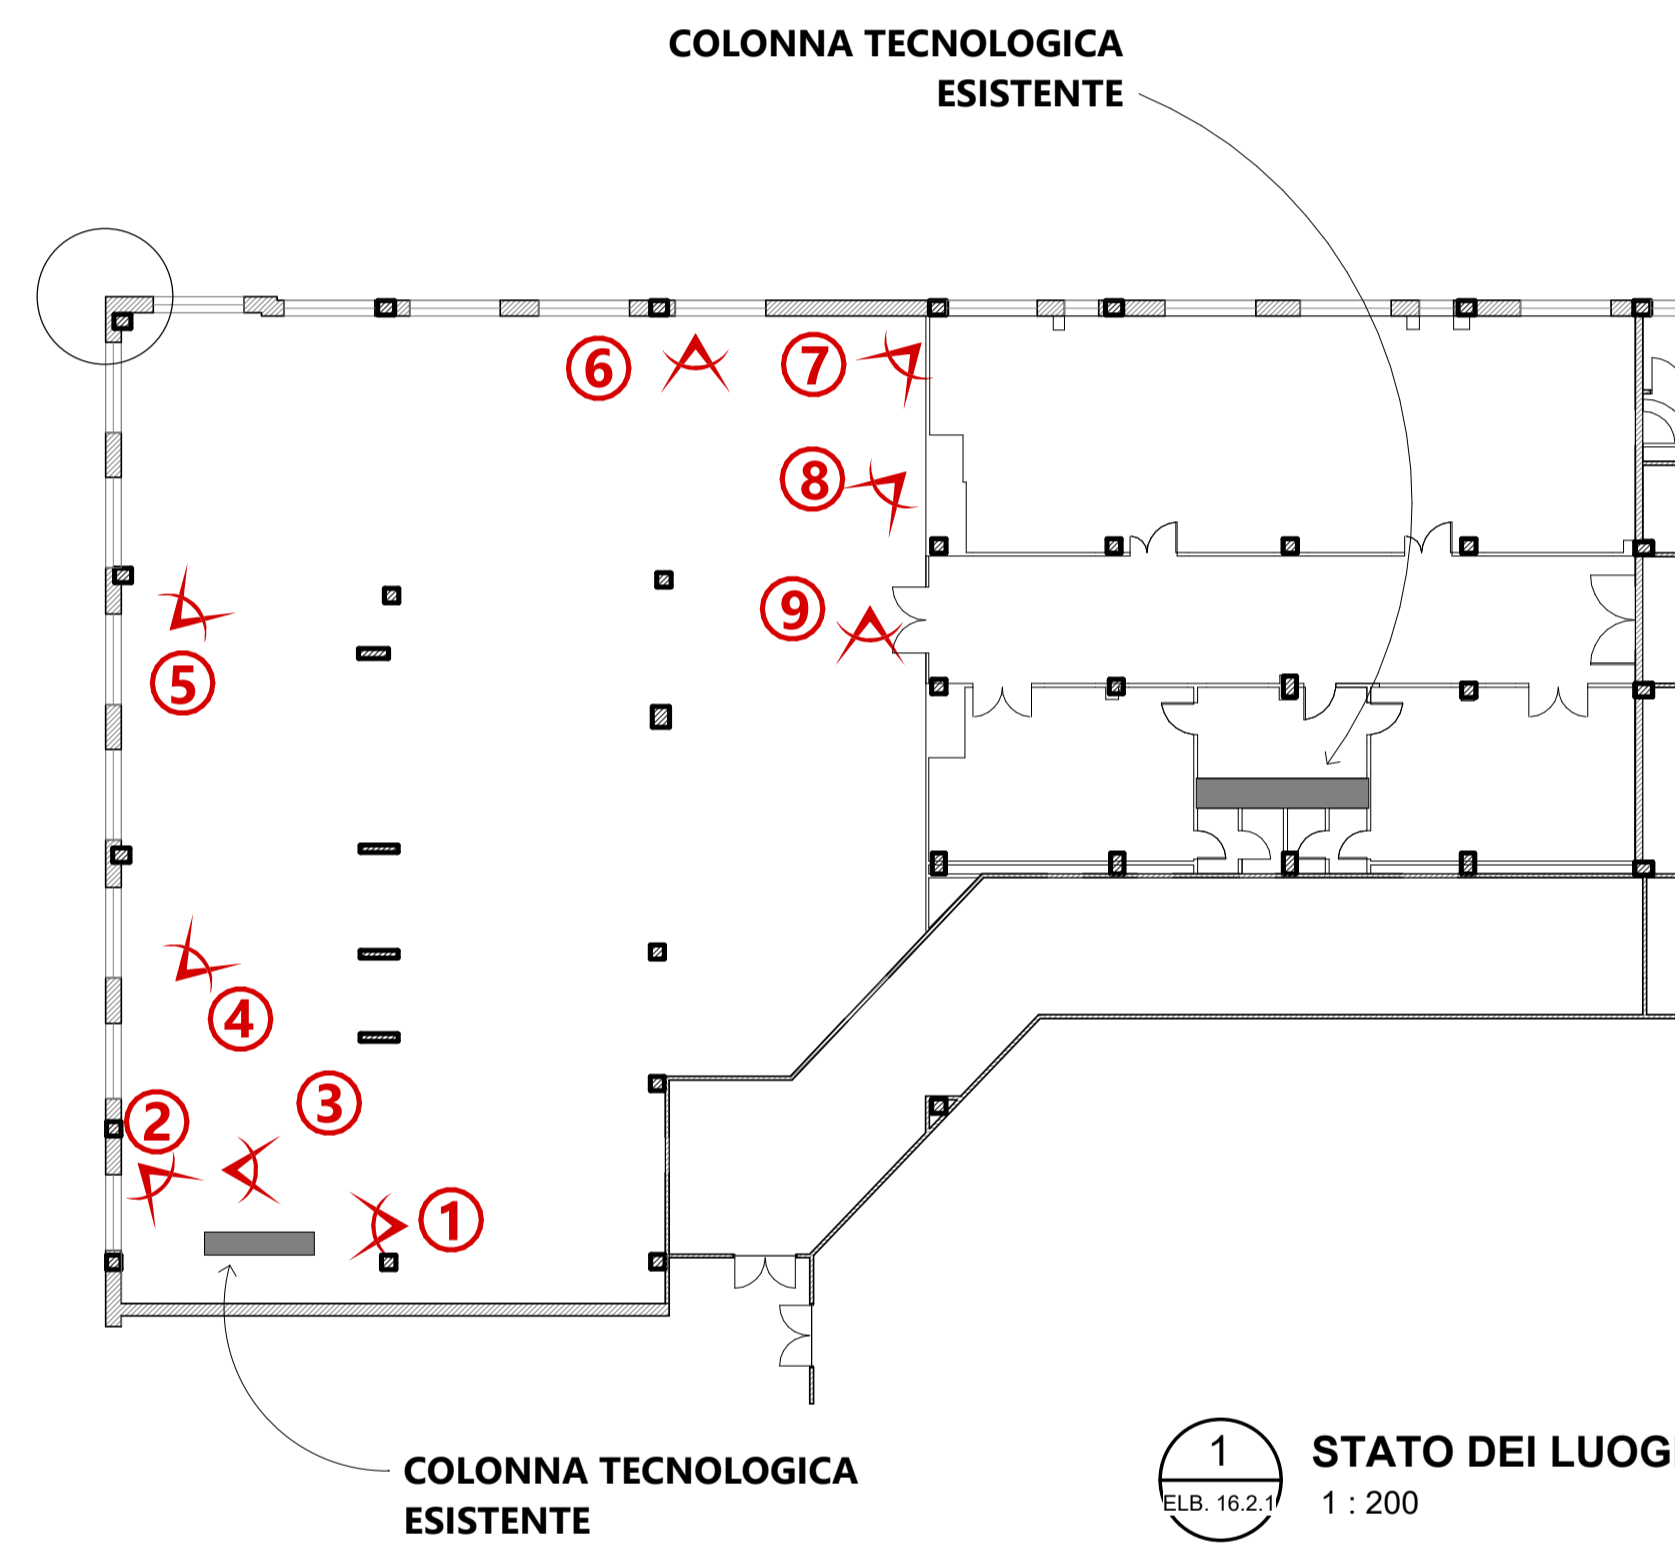 COLONNA TECNOLOGICA
ESISTENTE
6
7
8
9
5
4
3
2
1
COLONNA TECNOLOGICA
ESISTENTE
1
ELB. 16.2.1
STATO DEI
1 : 200